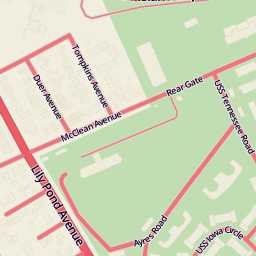 Tompkins Avenue
Duer Avenue
Rear Gate
McClean Avenue
USS Tennessee Road
Lily Pond Avenue
Ayres Road
USS Iowa Circle